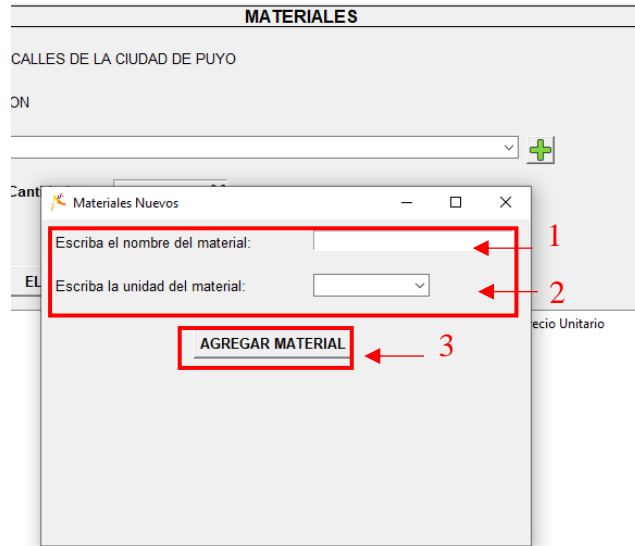 MATERIALES
CALLES DE LA CIUDAD DE PUYO
ON
Cant
Materiales Nuevos
Escriba el nombre del material:
1
EL
Escriba la unidad del material:
2
ecio Unitario
AGREGAR MATERIAL
3